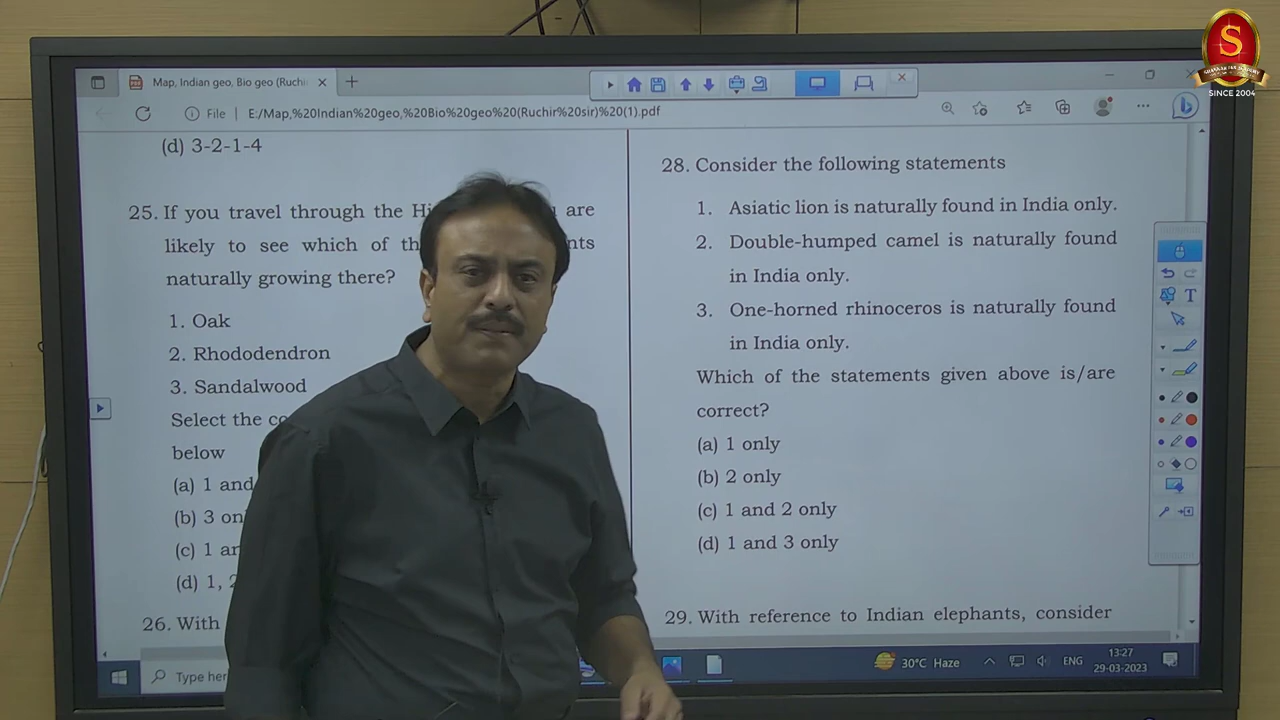 S
SINCE 2004
Map, Indian geo, Bio geo (Ruchi
File
E:/Map,%20Indian%20geo,%20Bio%20geo%20(Ruchir%20sir)%20(1).pdf
(d) 3-2-1-4
25. If you travel through the Hi are
likely to see which of th nts
naturally growing there?
1. Oak
2. Rhododendron
3. Sandalwood
Select the co
below
(a) 1 and
(b) 3 on
(c) 1 an
(d) 1, 2
26. With
28. Consider the following statements
1. Asiatic lion is naturally found in India only.
2. Double-humped camel is naturally found
in India only.
3. One-horned rhinoceros is naturally found
in India only.
Which of the statements given above is/are
correct?
(a) 1 only
(b) 2 only
(c) 1 and 2 only
(d) 1 and 3 only
29. With reference to Indian elephants, consider
T
Type her
30°C Haze
ENG
13:27
29-03-2023